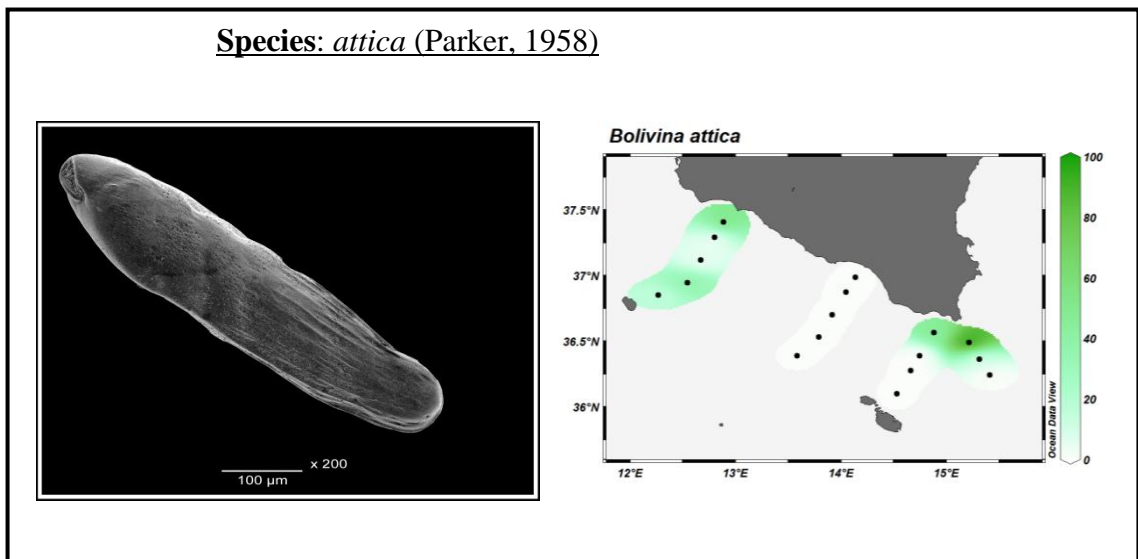 Species: attica (Parker, 1958)
x 200
100 µm
Bolivina attica
37.5°N
37°N
36.5°N
36°N
12°E 13°E 14°E 15°E
100
80
60
40
20
0
Ocean Data View